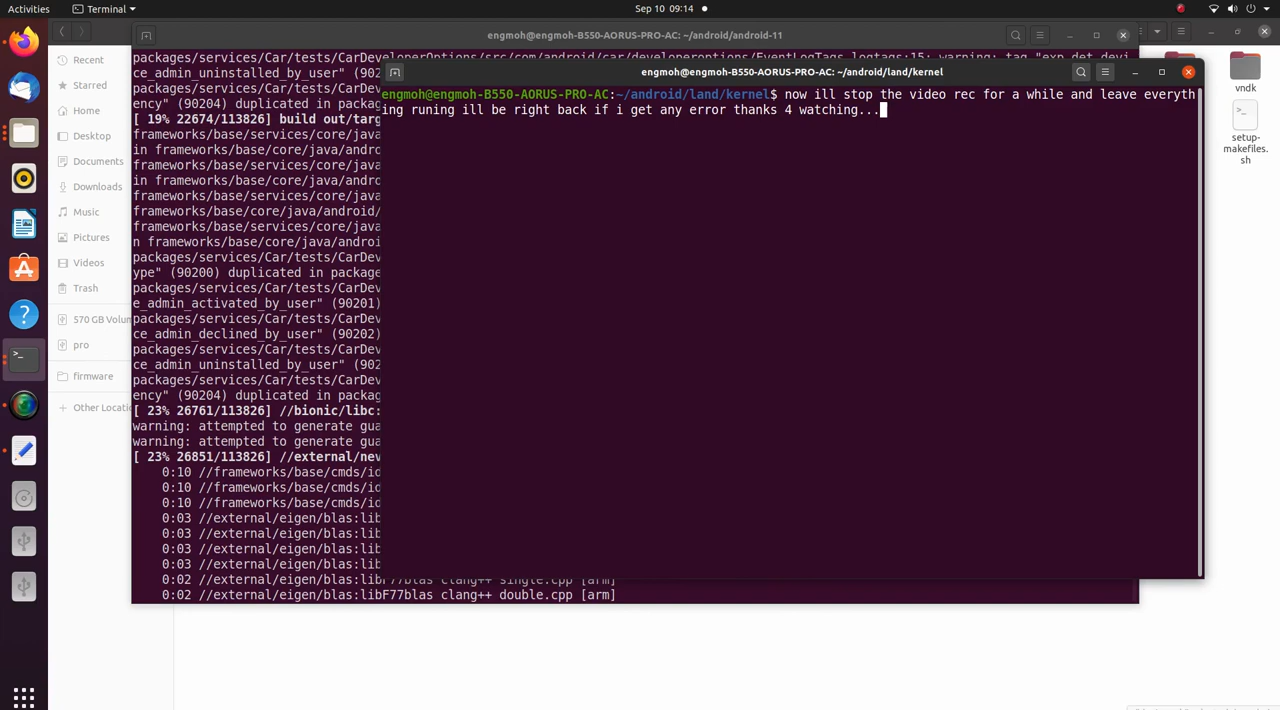 Activities
Terminal
Sep 10 09:14
engmoh@engmoh-B550-AORUS-PRO-AC: ~/android/android-11
Recent
Starred
Home
Desktop
Documents
Downloads
Music
Pictures
Videos
Trash
570 GB Volum
pro
firmware
Other Locatio
packages/services/Car/tests/CarDeveloperOptions/src/com/android/car/developeroptions/EventLogTags.logtags:15: warning: tag "exp_det_devi
ce_admin_uninstalled_by_user" (902
packages/services/Car/tests/CarDev
ency" (90204) duplicated in packag
[ 19% 22674/113826] build out/targ
frameworks/base/services/core/java
in frameworks/base/core/java/andro
frameworks/base/services/core/java
in frameworks/base/core/java/andro
frameworks/base/services/core/java
frameworks/base/core/java/android/
frameworks/base/services/core/java
n frameworks/base/core/java/androi
packages/services/Car/tests/CarDev
ype" (90200) duplicated in package
packages/services/Car/tests/CarDev
e_admin_activated_by_user" (90201)
packages/services/Car/tests/CarDev
ce_admin_declined_by_user" (90202)
packages/services/Car/tests/CarDev
ce_admin_uninstalled_by_user" (902
packages/services/Car/tests/CarDev
ency" (90204) duplicated in packag
[ 23% 26761/113826] //bionic/libc:
warning: attempted to generate gua
warning: attempted to generate gua
[ 23% 26851/113826] //external/nev
0:10 //frameworks/base/cmds/id
0:10 //frameworks/base/cmds/id
0:10 //frameworks/base/cmds/id
0:03 //external/eigen/blas:lib
0:03 //external/eigen/blas:lib
0:03 //external/eigen/blas:lib
0:03 //external/eigen/blas:lib
0:02 //external/eigen/blas:libF77blas clang++ single.cpp [arm]
0:02 //external/eigen/blas:libF77blas clang++ double.cpp [arm]
engmoh@engmoh-B550-AORUS-PRO-AC: ~/android/land/kernel
engmoh@engmoh-B550-AORUS-PRO-AC:~/android/land/kernel$ now ill stop the video rec for a while and leave everyth
ing runing ill be right back if i get any error thanks 4 watching...
vndk
setup-
makefiles.
sh